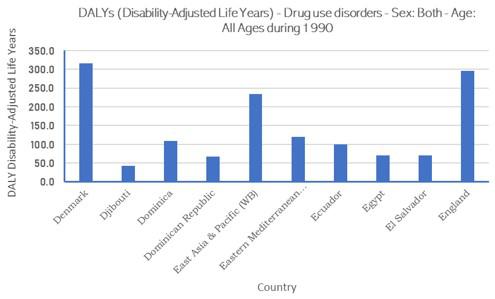 DALYs (Disability-Adjusted Life Years) - Drug use disorders - Sex: Both - Age:
All Ages during 1990
DALY Disability-Adjusted Life Years
350.0
300.0
250.0
200.0
150.0
100.0
50.0
0.0
Denmark
Djibouti
Dominica
Dominican Republic
East Asia & Pacific (WB)
Eastern Mediterranean...
Ecuador
Egypt
El Salvador
England
Country